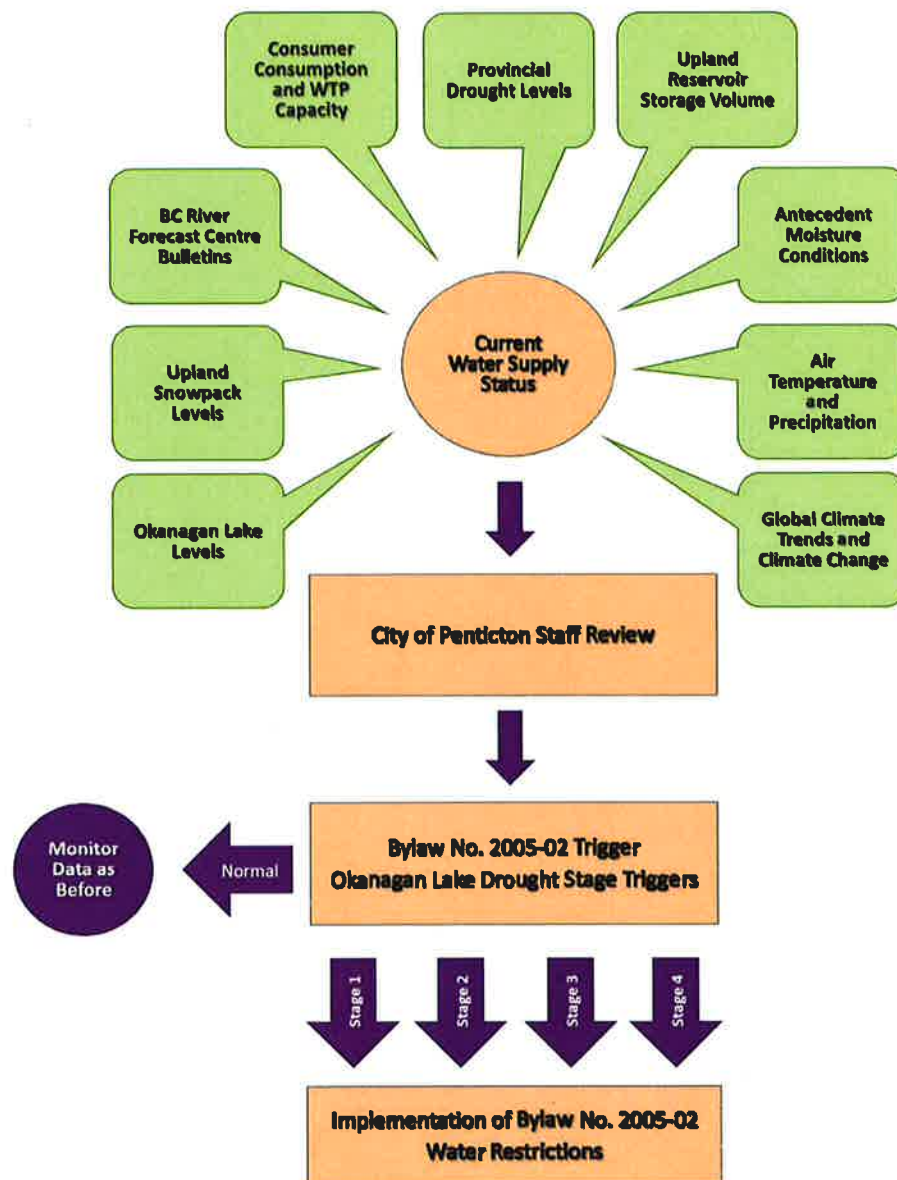 Consumer
Consumption
and WTP
Capacity
Provincial
Drought Levels
Upland
Reservoir
Storage Volume
BC River
Forecast Centre
Bulletins
Antecedent
Moisture
Conditions
Current
Water Supply
Status
Upland
Snowpack
Levels
Air
Temperature
and
Precipitation
Okanagan Lake
Levels
Global Climate
Trends and
Climate Change
City of Penticton Staff Review
Monitor
Data as
Before
Normal
Bylaw No. 2005-02 Trigger
Okanagan Lake Drought Stage Triggers
Stage 1
Stage 2
Stage 3
Stage 4
Implementation of Bylaw No. 2005-02
Water Restrictions